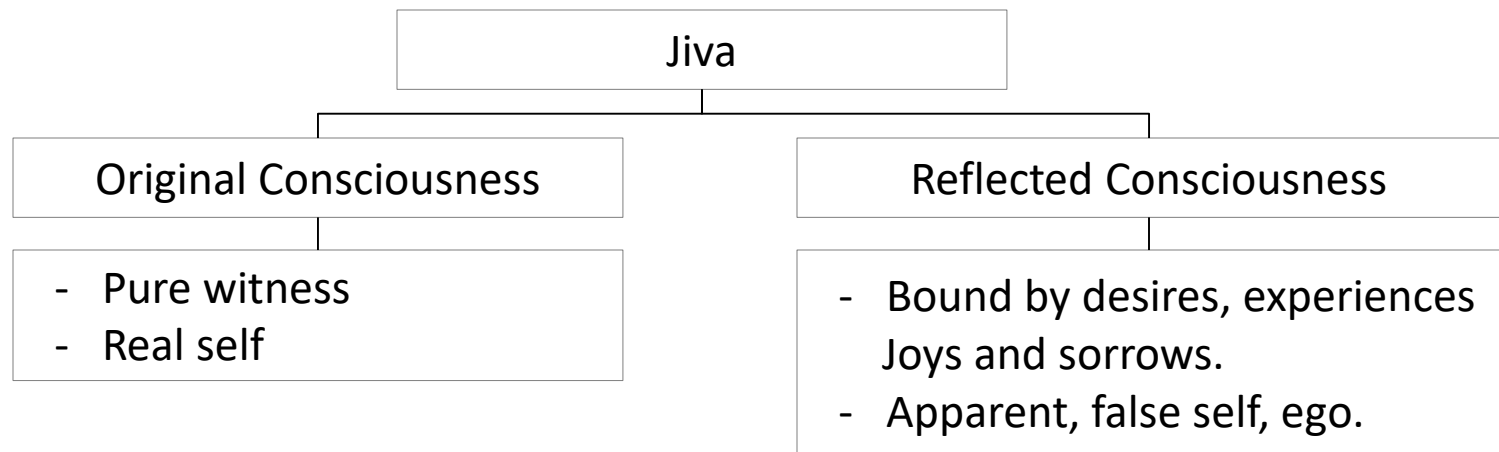 Jiva
Original Consciousness
- Pure witness
- Real self
Reflected Consciousness
- Bound by desires, experiences
Joys and sorrows.
- Apparent, false self, ego.